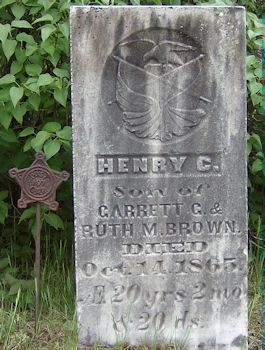 HENRY C.
Son of
GARRETT G. &
RUTH M. BROWN.
DIED
Oct. 14. 1865.
Æ 20 yrs 2 mo
& 20 ds.